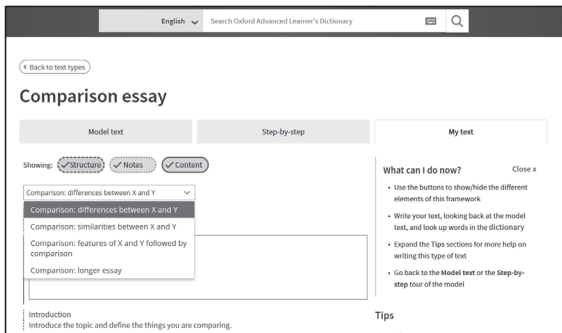 English
Search Oxford Advanced Learner's Dictionary
< Back to text types
Comparison essay
Model text
Step-by-step
My text
Showing:
Structure
Notes
Content
Comparison: differences between X and Y
Comparison: differences between X and Y
Comparison: similarities between X and Y
Comparison: features of X and Y followed by
comparison
Comparison: longer essay
Introduction
Introduce the topic and define the things you are comparing.
What can I do now?
Close x
• Use the buttons to show/hide the different
elements of this framework
• Write your text, looking back at the model
text, and look up words in the dictionary
• Expand the Tips sections for more help on
writing this type of text
• Go back to the Model text or the Step-by-
step tour of the model
Tips